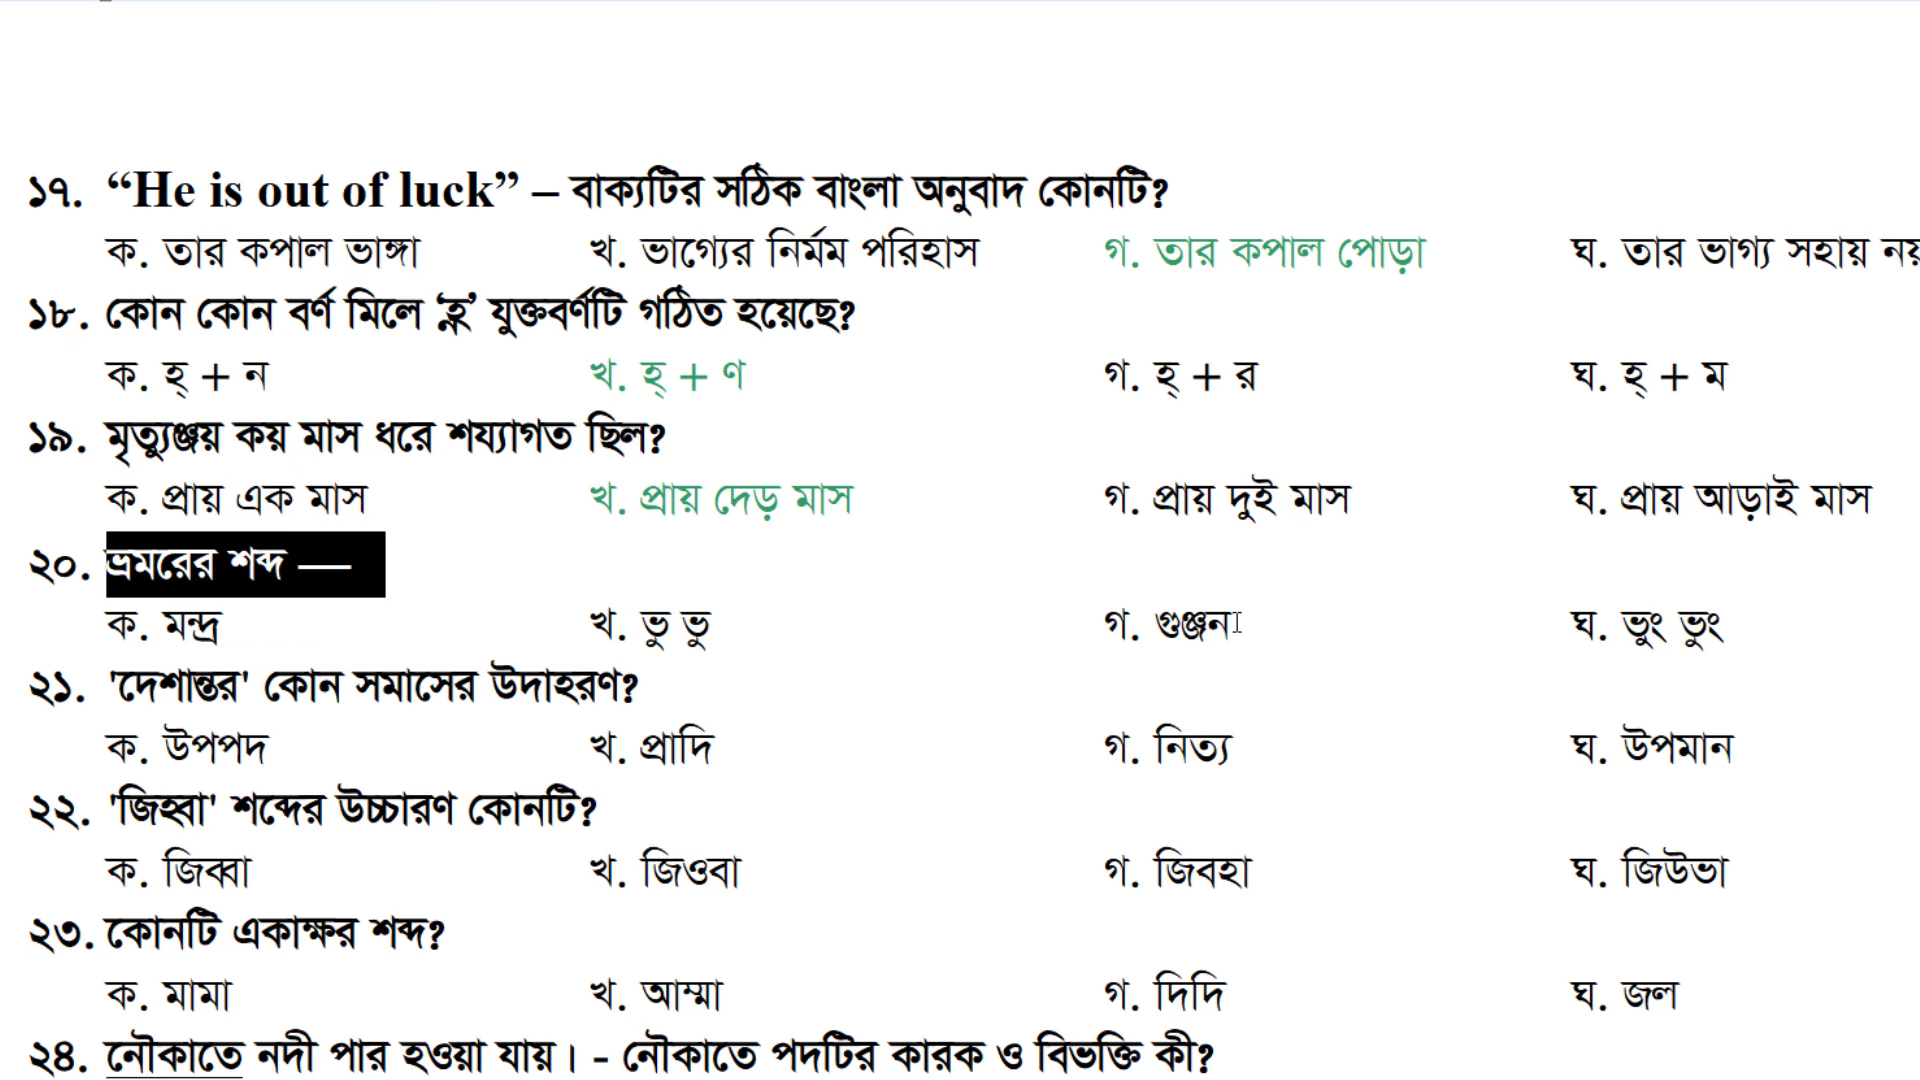 ১৭. “He is out of luck” – বাক্যটির সঠিক বাংলা অনুবাদ কোনটি?
ক. তার কপাল ভাঙ্গা খ. ভাগ্যের নির্মম পরিহাস গ. তার কপাল পোড়া ঘ. তার ভাগ্য সহায় নয়
১৮. কোন কোন বর্ণ মিলে ‘হ্ণ’ যুক্তবর্ণটি গঠিত হয়েছে?
ক. হ্ + ন খ. হ্ + ণ গ. হ্ + র ঘ. হ্ + ম
১৯. মৃত্যুঞ্জয় কয় মাস ধরে শয্যাগত ছিল?
ক. প্রায় এক মাস খ. প্রায় দেড় মাস গ. প্রায় দুই মাস ঘ. প্রায় আড়াই মাস
২০. ভ্রমরের শব্দ —
ক. মন্দ্র খ. ভু ভু গ. গুঞ্জন ঘ. ভুং ভুং
২১. 'দেশান্তর' কোন সমাসের উদাহরণ?
ক. উপপদ খ. প্রাদি গ. নিত্য ঘ. উপমান
২২. 'জিহ্বা' শব্দের উচ্চারণ কোনটি?
ক. জিব্বা খ. জিওবা গ. জিবহা ঘ. জিউভা
২৩. কোনটি একাক্ষর শব্দ?
ক. মামা খ. আম্মা গ. দিদি ঘ. জল
২৪. নৌকাতে নদী পার হওয়া যায়। - নৌকাতে পদটির কারক ও বিভক্তি কী?